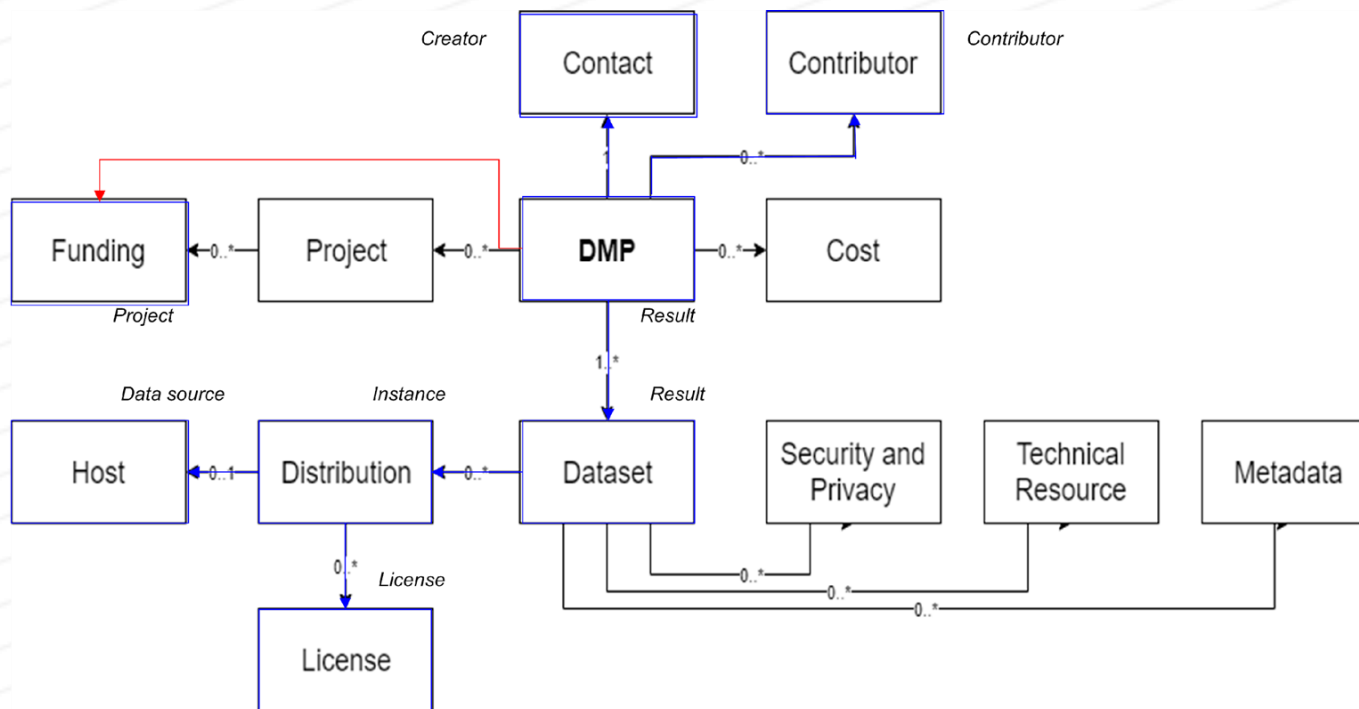 Creator
Contact
Contributor
Contributor
1
0..*
Funding
0..*
Project
0..*
DMP
0..*
Cost
Project
Result
1..*
Data source
Instance
Result
Host
0..1
Distribution
0..*
Dataset
Security and
Privacy
Technical
Resource
Metadata
0..*
License
0..*
0..*
0..*
License